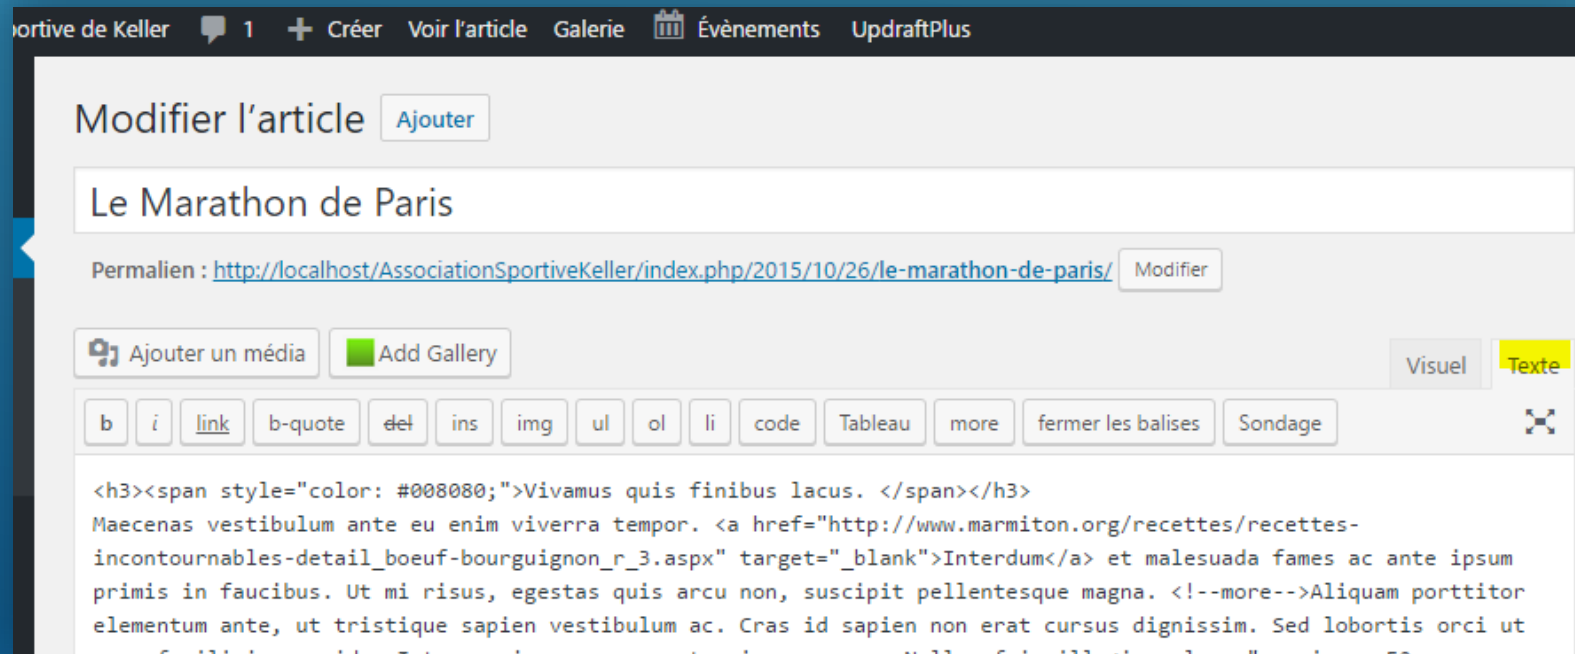 portive de Keller 1 Créer Voir l'article Galerie Évènements UpdraftPlus
Modifier l'article Ajouter
Le Marathon de Paris
Permalien : http://localhost/AssociationSportiveKeller/index.php/2015/10/26/le-marathon-de-paris/ Modifier
Ajouter un média Add Gallery Visuel Texte
b i link b-quote del ins img ul ol li code Tableau more fermer les balises Sondage
<h3><span style="color: #008080;">Vivamus quis finibus lacus. </span></h3>
Maecenas vestibulum ante eu enim viverra tempor. <a href="http://www.marmiton.org/recettes/recettes-
incontournables-detail_boeuf-bourguignon_r_3.aspx" target="_blank">Interdum</a> et malesuada fames ac ante ipsum
primis in faucibus. Ut mi risus, egestas quis arcu non, suscipit pellentesque magna. <!--more-->Aliquam porttitor
elementum ante, ut tristique sapien vestibulum ac. Cras id sapien non erat cursus dignissim. Sed lobortis orci ut